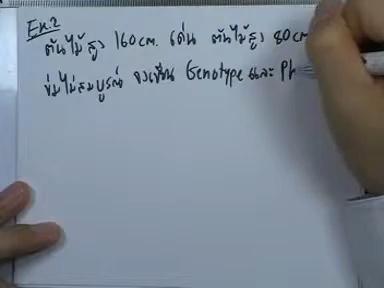 Ex.2
ต้นไม้สูง 160 cm. เด่น ต้นไม้สูง 80 cm
ข่มไม่สมบูรณ์ จงเขียน Genotype และ Ph